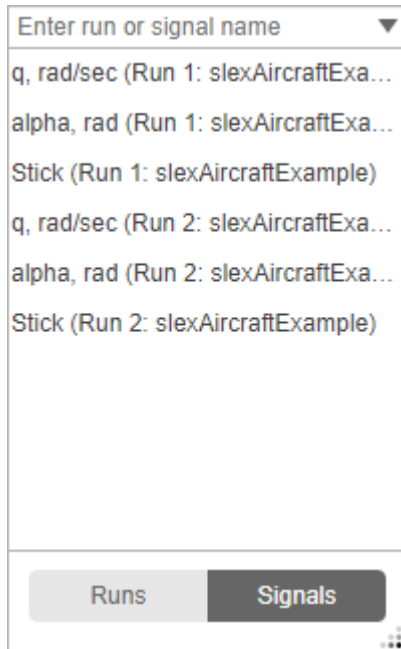 Enter run or signal name
q, rad/sec (Run 1: slexAircraftExa...
alpha, rad (Run 1: slexAircraftExa...
Stick (Run 1: slexAircraftExample)
q, rad/sec (Run 2: slexAircraftExa...
alpha, rad (Run 2: slexAircraftExa...
Stick (Run 2: slexAircraftExample)
Runs Signals